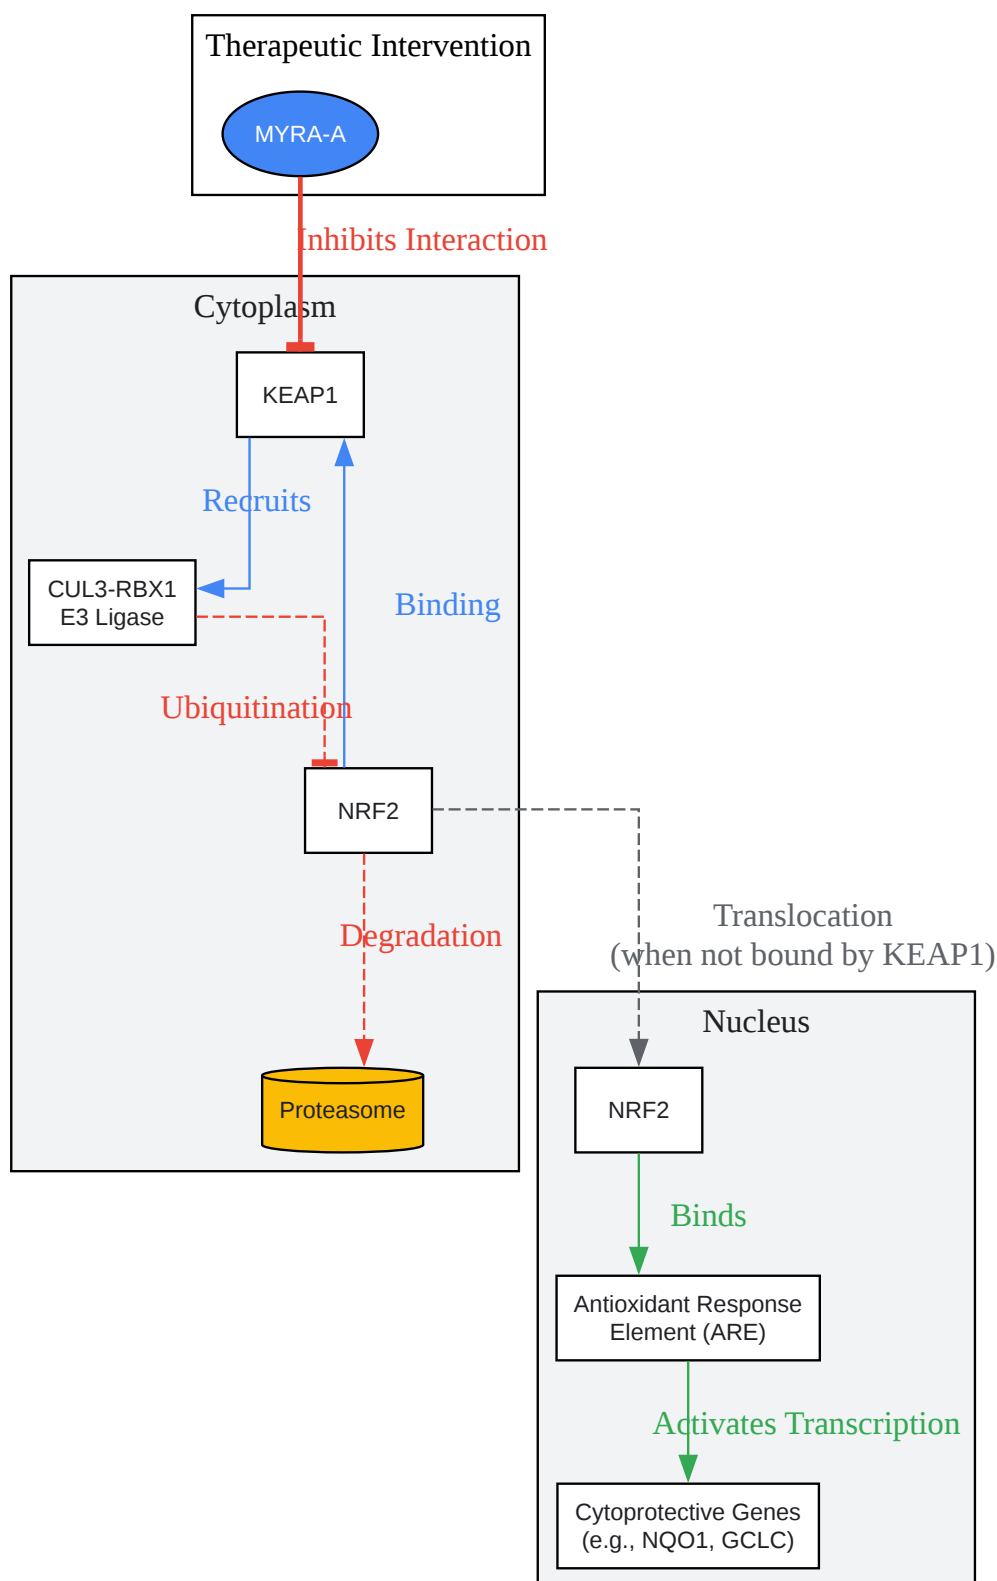 Therapeutic Intervention
MYRA-A
Inhibits Interaction
Cytoplasm
KEAP1
Recruits
CUL3-RBX1
E3 Ligase
Binding
Ubiquitination
NRF2
Degradation
Translocation
(when not bound by KEAP1)
Nucleus
Proteasome
NRF2
Binds
Antioxidant Response
Element (ARE)
Activates Transcription
Cytoprotective Genes
(e.g., NQO1, GCLC)